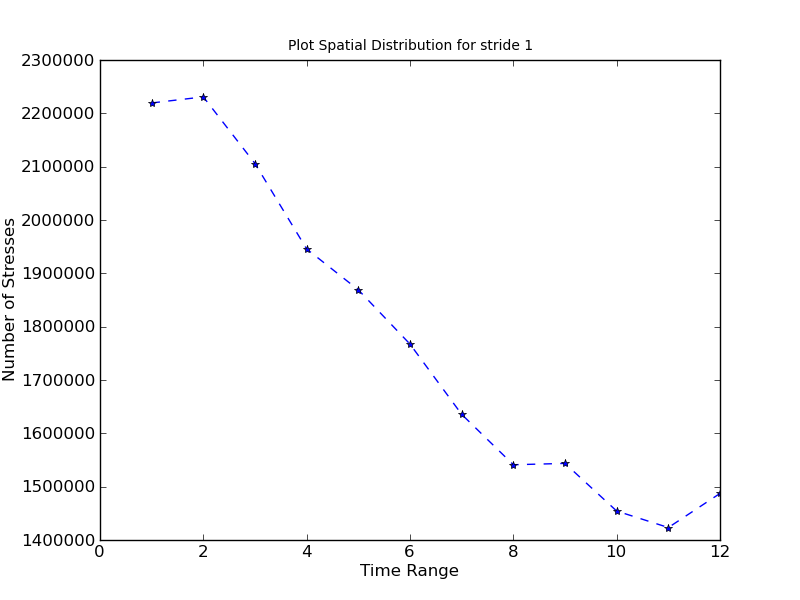 Plot Spatial Distribution for stride 1
2300000
2200000
2100000
2000000
1900000
1800000
1700000
1600000
1500000
1400000
Number of Stresses
0 2 4 6 8 10 12
Time Range